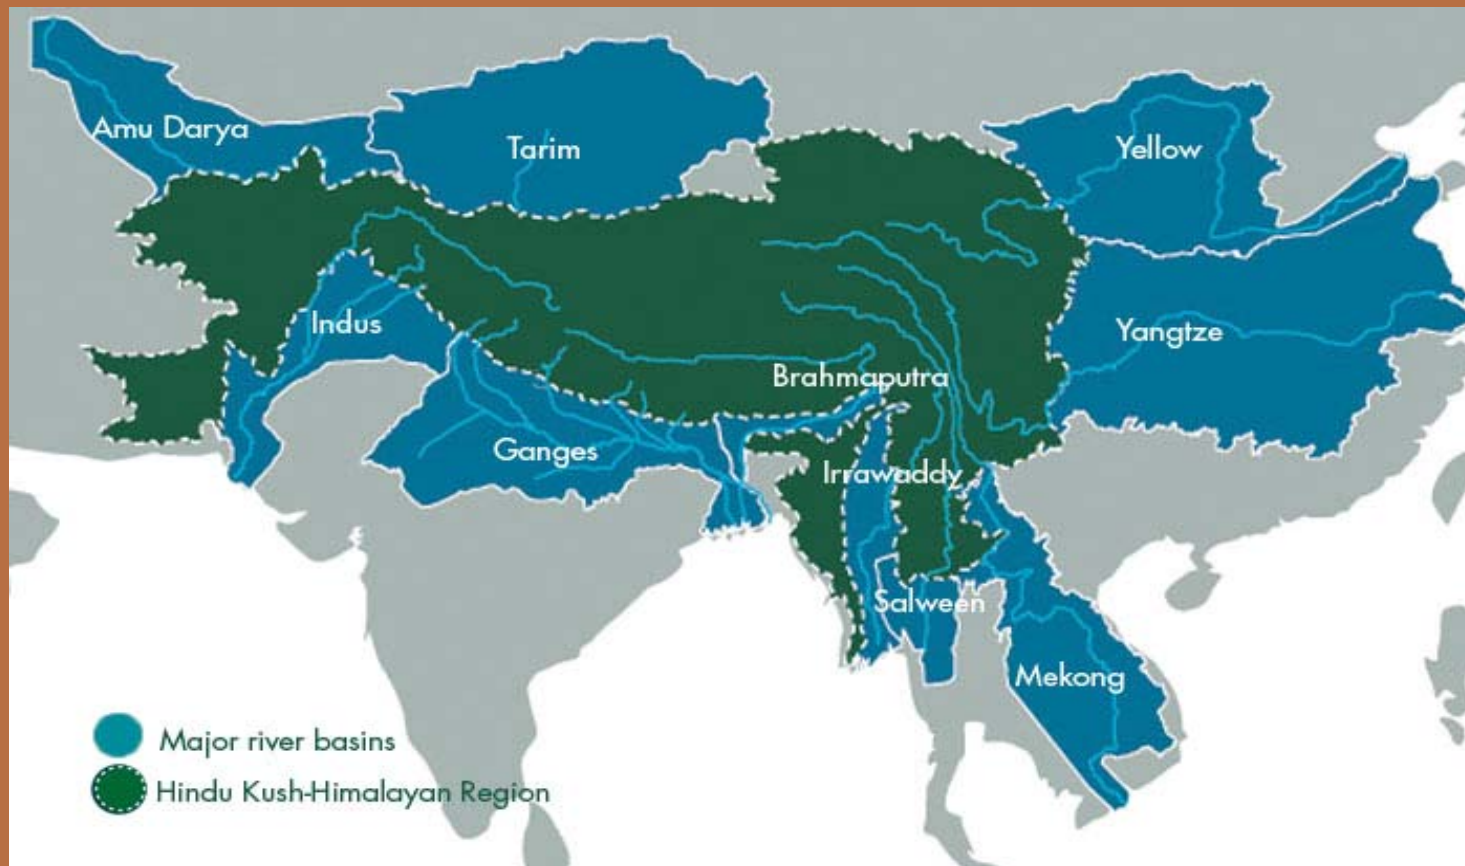 Amu Darya
Tarim
Yellow
Indus
Yangtze
Brahmaputra
Ganges
Irrawaddy
Salween
Mekong
Major river basins
Hindu Kush-Himalayan Region